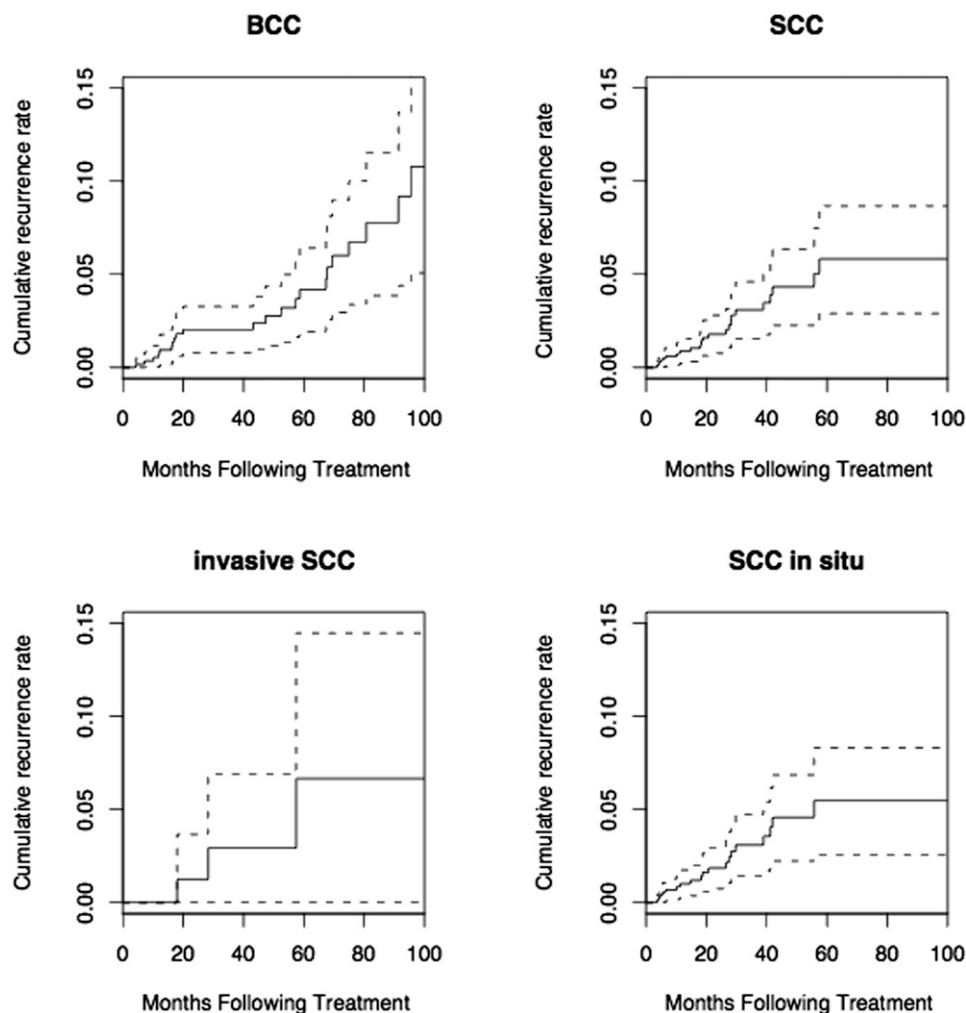 BCC
Cumulative recurrence rate
0.15
0.10
0.05
0.00
0 20 40 60 80 100
Months Following Treatment
SCC
Cumulative recurrence rate
0.15
0.10
0.05
0.00
0 20 40 60 80 100
Months Following Treatment
invasive SCC
Cumulative recurrence rate
0.15
0.10
0.05
0.00
0 20 40 60 80 100
Months Following Treatment
SCC in situ
Cumulative recurrence rate
0.15
0.10
0.05
0.00
0 20 40 60 80 100
Months Following Treatment